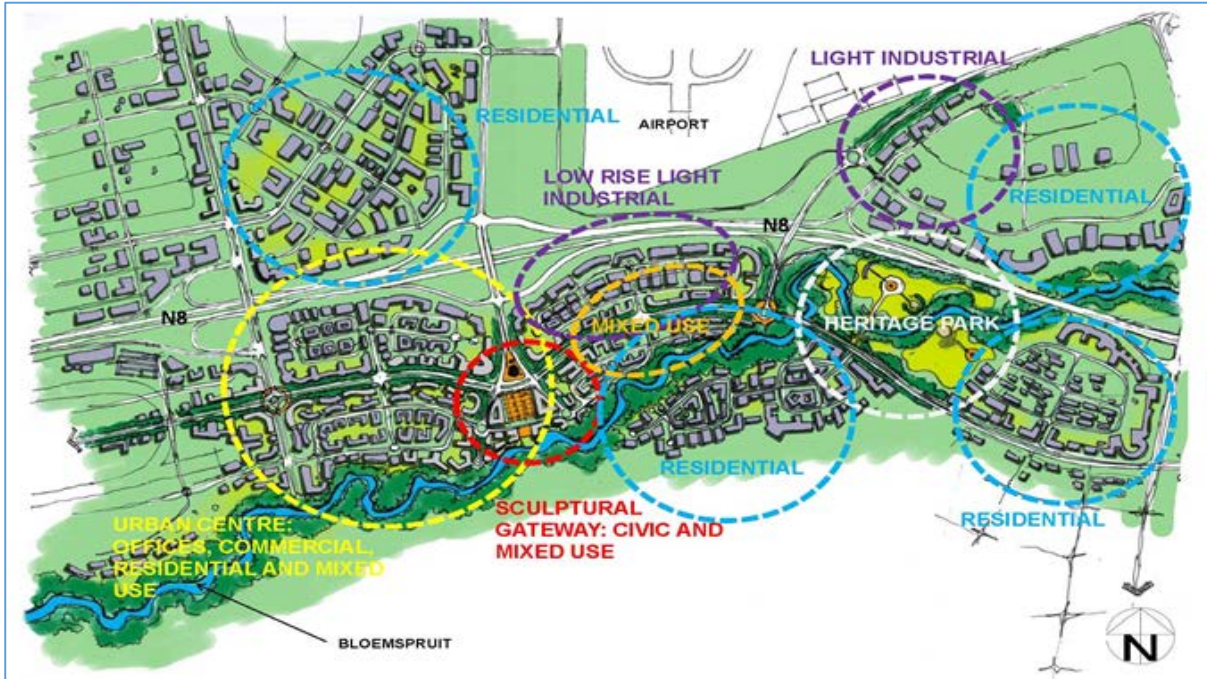 LIGHT INDUSTRIAL
RESIDENTIAL
AIRPORT
LOW RISE LIGHT
INDUSTRIAL
RESIDENTIAL
N8
N8
MIXED USE
HERITAGE PARK
RESIDENTIAL
SCULPTURAL
GATEWAY: CIVIC AND
MIXED USE
RESIDENTIAL
URBAN CENTRE:
OFFICES, COMMERCIAL,
RESIDENTIAL AND MIXED
USE
BLOEMSPRUIT
N